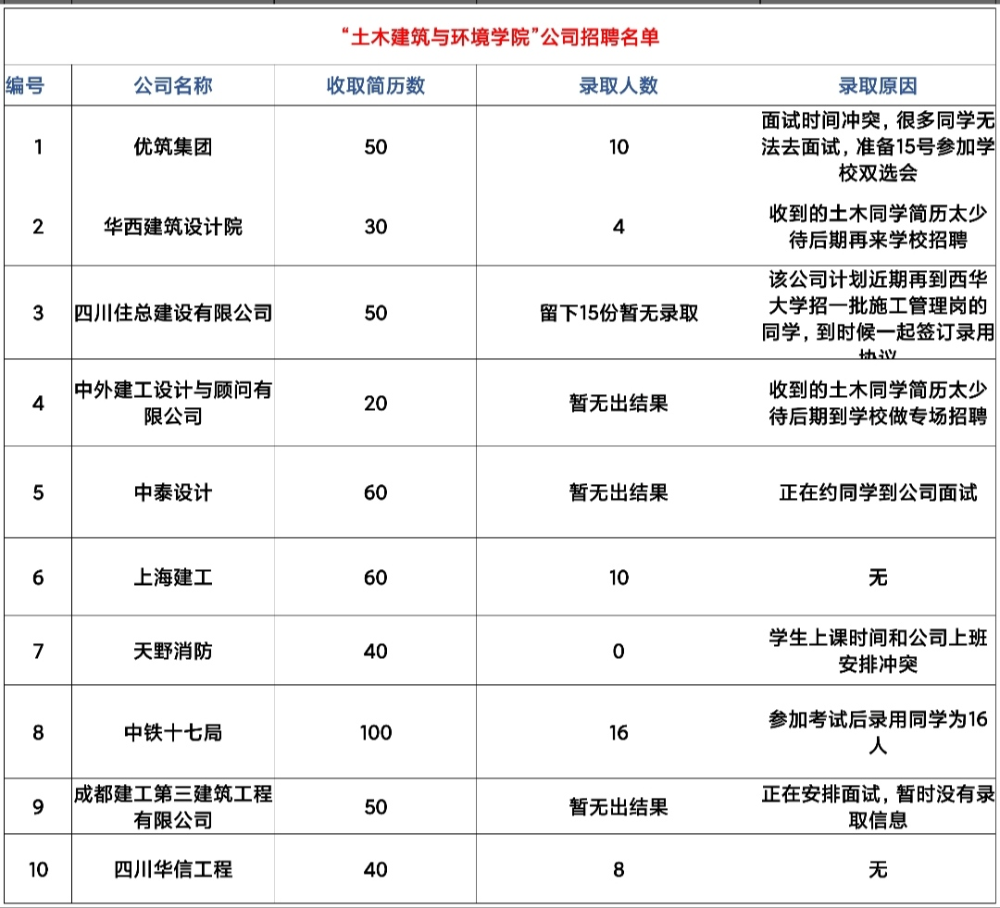 “土木建筑与环境学院”公司招聘名单
编号 公司名称 收取简历数 录取人数 录取原因
1 优筑集团 50 10 面试时间冲突，很多同学无
法去面试，准备15号参加学
校双选会
2 华西建筑设计院 30 4 收到的土木同学简历太少
待后期再来学校招聘
3 四川住总建设有限公司 50 留下15份暂无录取 该公司计划近期再到西华
大学招一批施工管理岗的
同学，到时候一起签订录用
协议
4 中外建工设计与顾问有
限公司 20 暂无出结果 收到的土木同学简历太少
待后期到学校做专场招聘
5 中泰设计 60 暂无出结果 正在约同学到公司面试
6 上海建工 60 10 无
7 天野消防 40 0 学生上课时间和公司上班
安排冲突
8 中铁十七局 100 16 参加考试后录用同学为16
人
9 成都建工第三建筑工程
有限公司 50 暂无出结果 正在安排面试，暂时没有录
取信息
10 四川华信工程 40 8 无